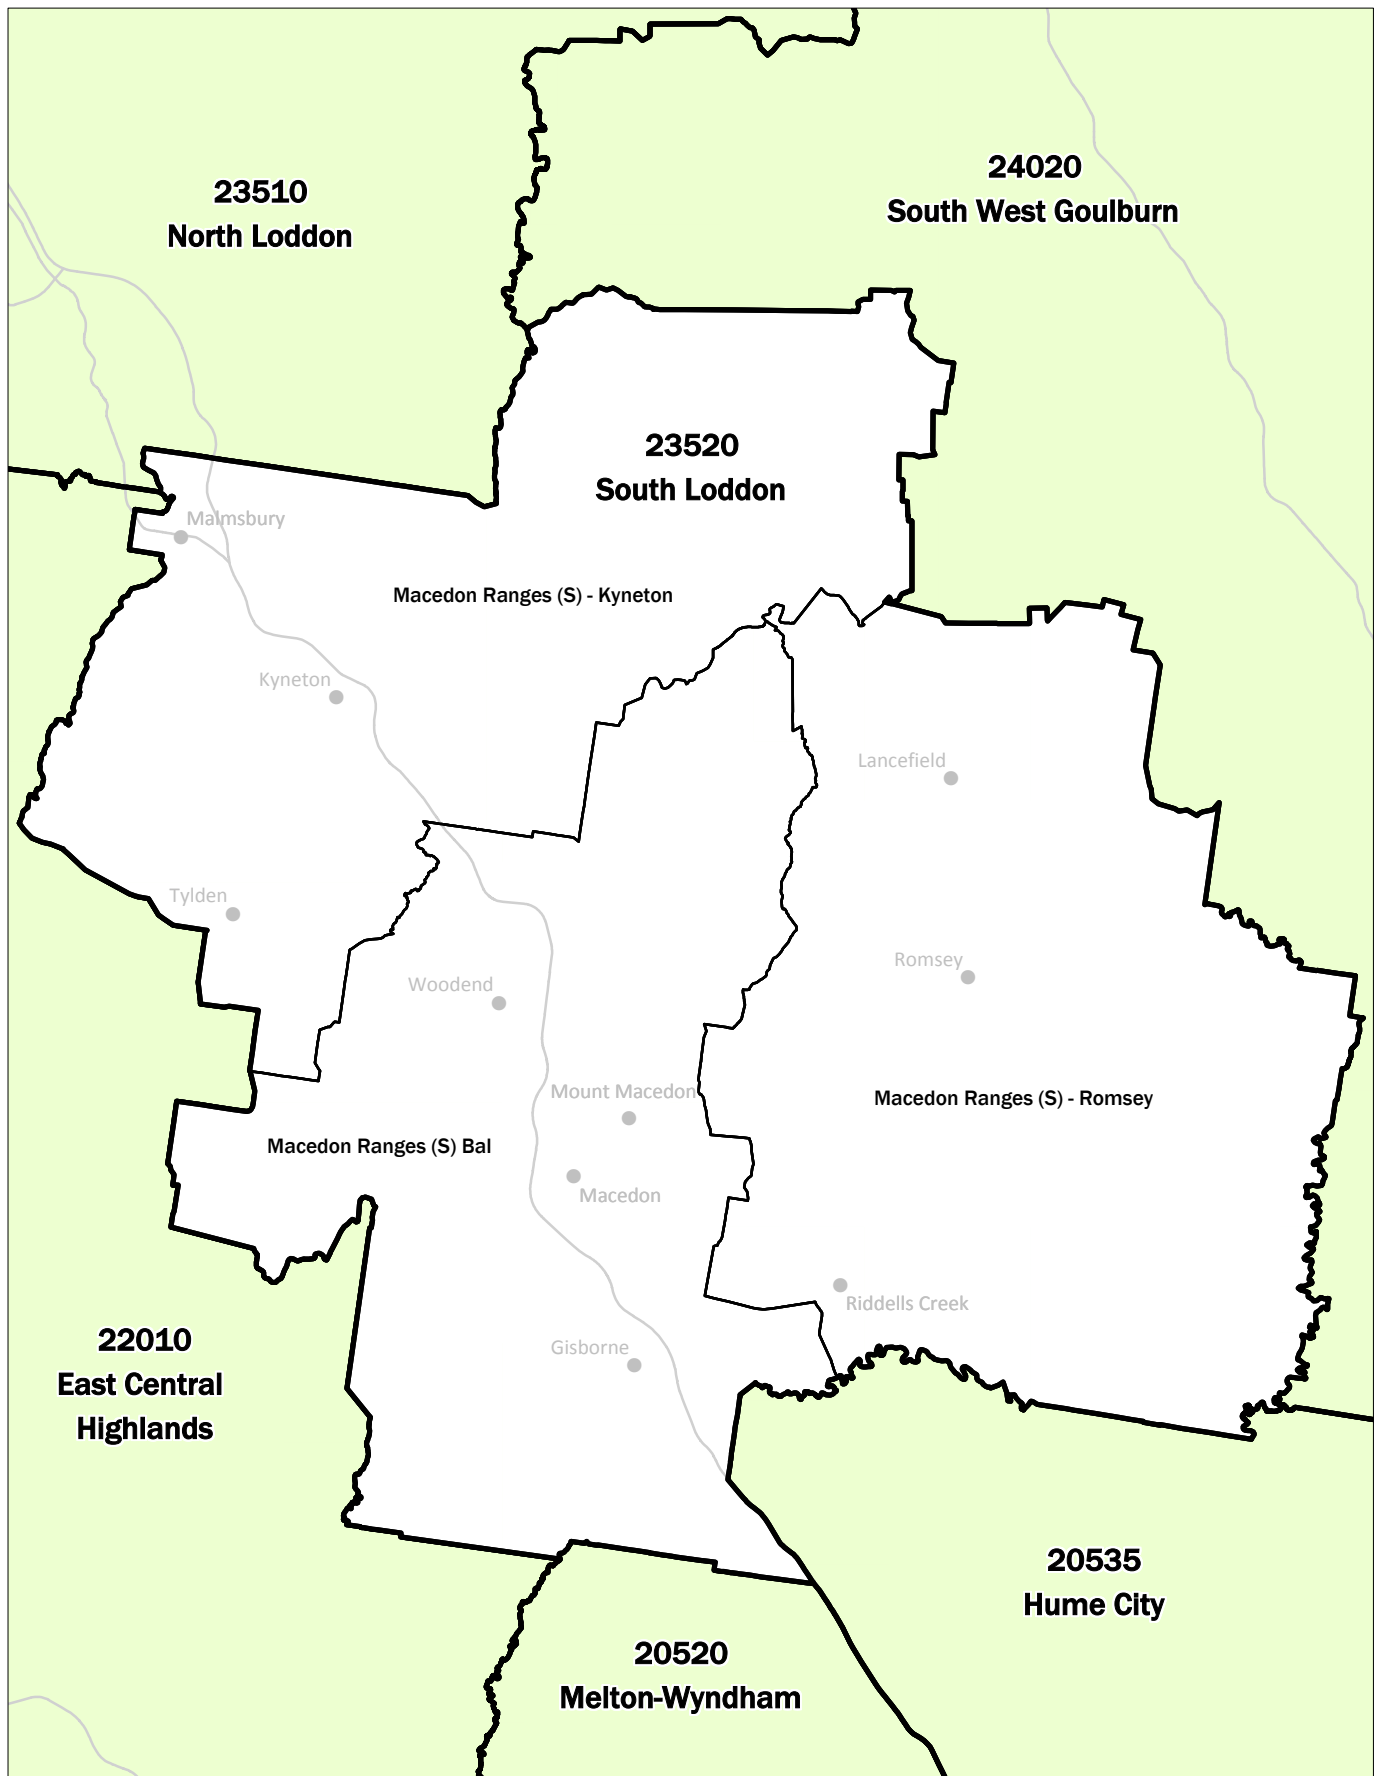 24020
South West Goulburn
23510
North Loddon
23520
South Loddon
Malmsbury
Macedon Ranges (S) - Kyneton
Kyneton
Lancefield
Tylden
Romsey
Woodend
Mount Macedon
Macedon Ranges (S) - Romsey
Macedon Ranges (S) Bal
Macedon
Riddells Creek
22010
East Central
Highlands
Gisborne
20535
Hume City
20520
Melton-Wyndham